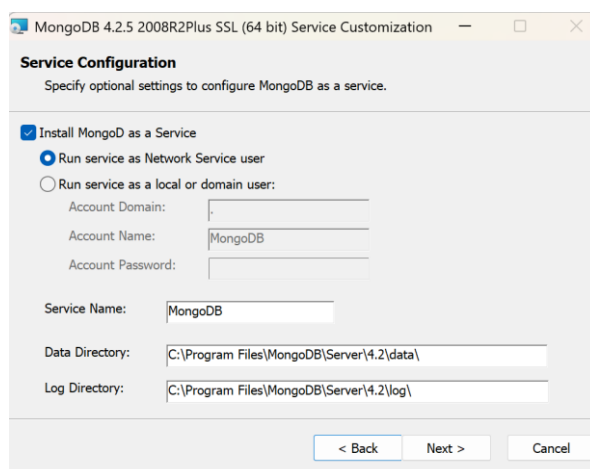 MongoDB 4.2.5 2008R2Plus SSL (64 bit) Service Customization
Service Configuration
Specify optional settings to configure MongoDB as a service.
Install MongoD as a Service
Run service as Network Service user
Run service as a local or domain user:
Account Domain: .
Account Name: MongoDB
Account Password:
Service Name: MongoDB
Data Directory: C:\Program Files\MongoDB\Server\4.2\data\
Log Directory: C:\Program Files\MongoDB\Server\4.2\log\
< Back Next > Cancel